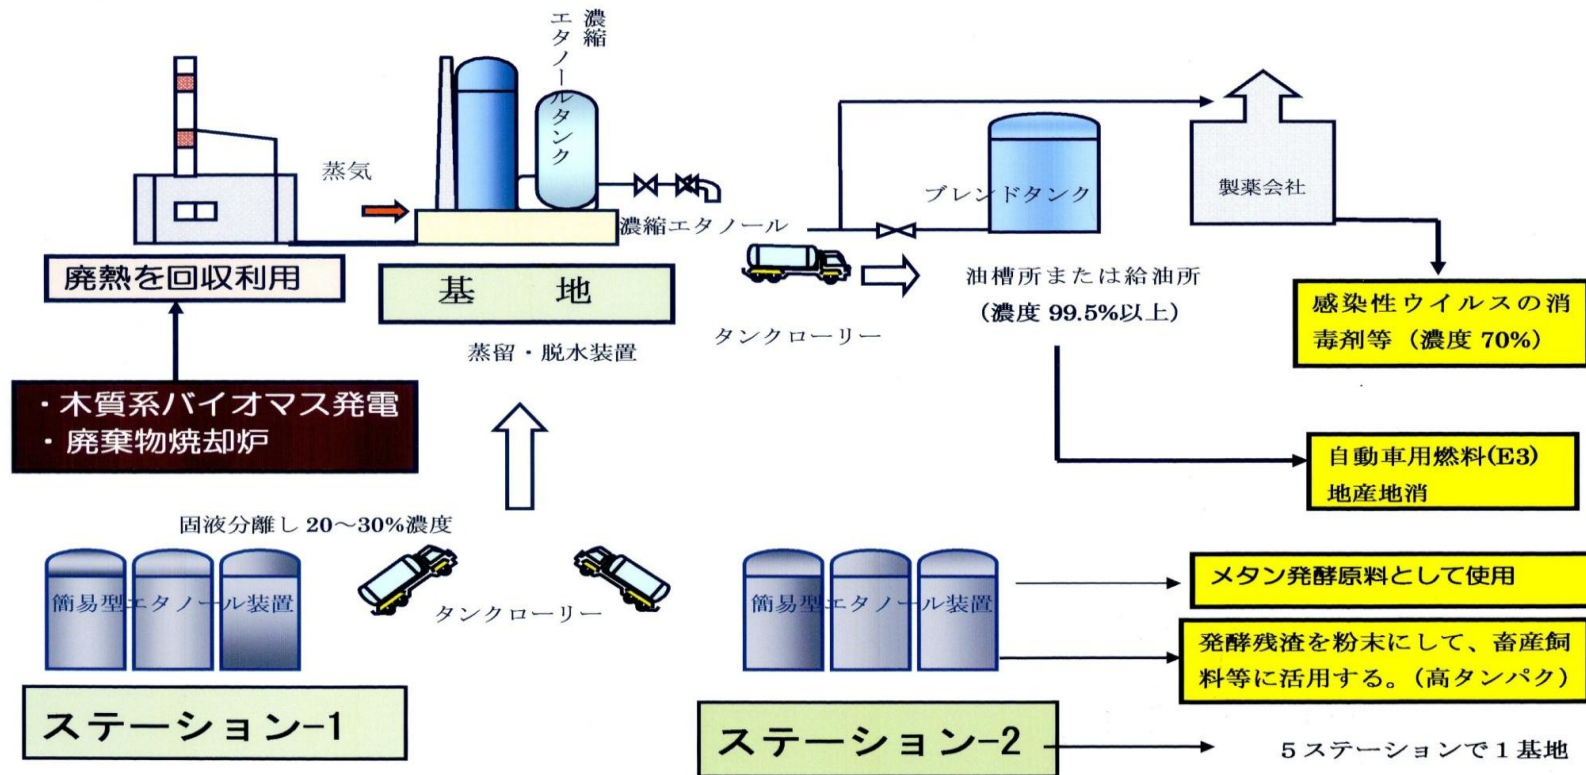 濃縮
エタノールタンク
蒸気
濃縮エタノール
ブレンドタンク
製薬会社
廃熱を回収利用
基　地
蒸留・脱水装置
タンクローリー
油槽所または給油所
（濃度 99.5%以上）
感染性ウイルスの消
毒剤等（濃度 70%）
・木質系バイオマス発電
・廃棄物焼却炉
自動車用燃料(E3)
地産地消
固液分離し 20～30%濃度
簡易型エタノール装置
タンクローリー
簡易型エタノール装置
メタン発酵原料として使用
発酵残渣を粉末にして、畜産飼
料等に活用する。（高タンパク）
ステーション-1
ステーション-2
5 ステーションで 1 基地